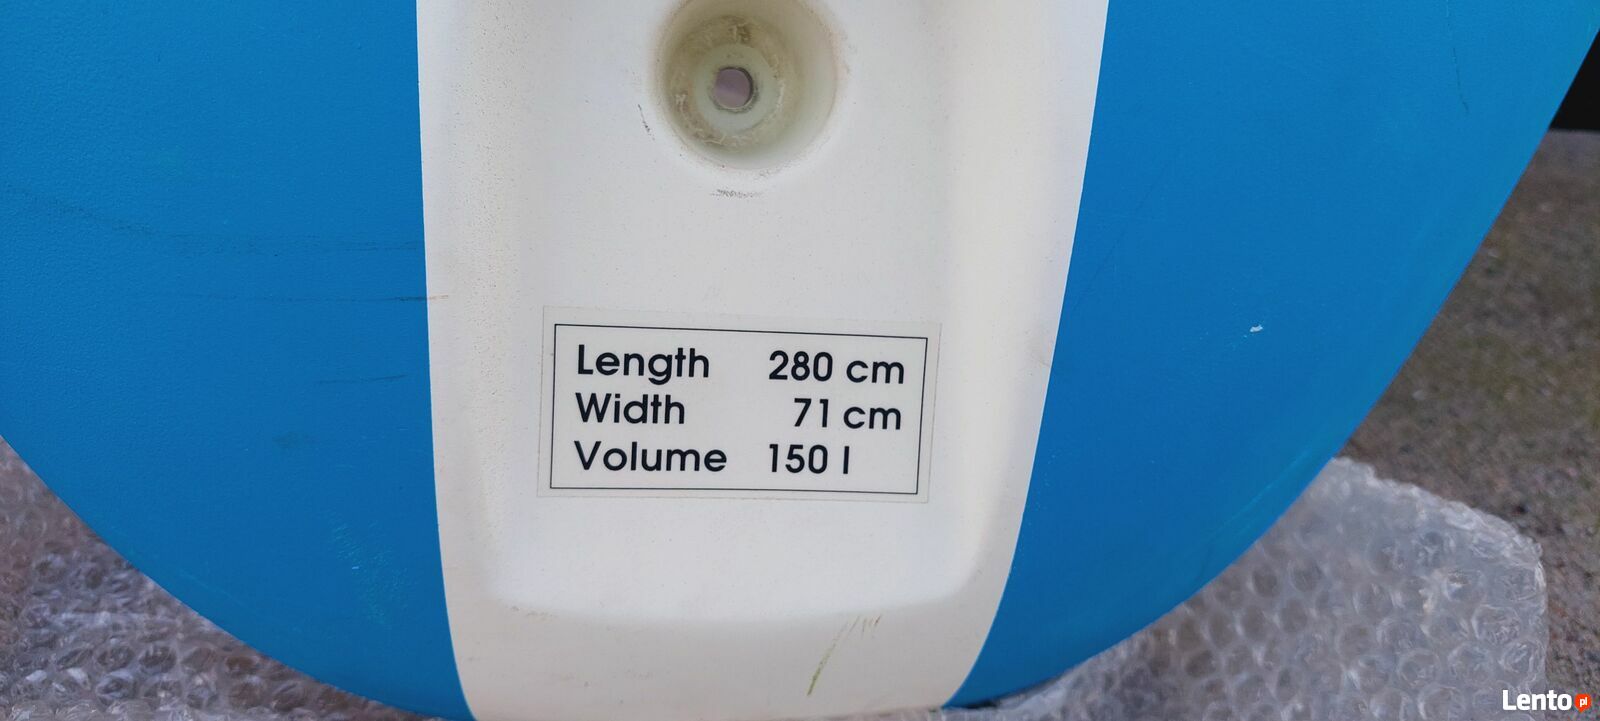 Length 280 cm
Width 71 cm
Volume 150 l
Lento.pl